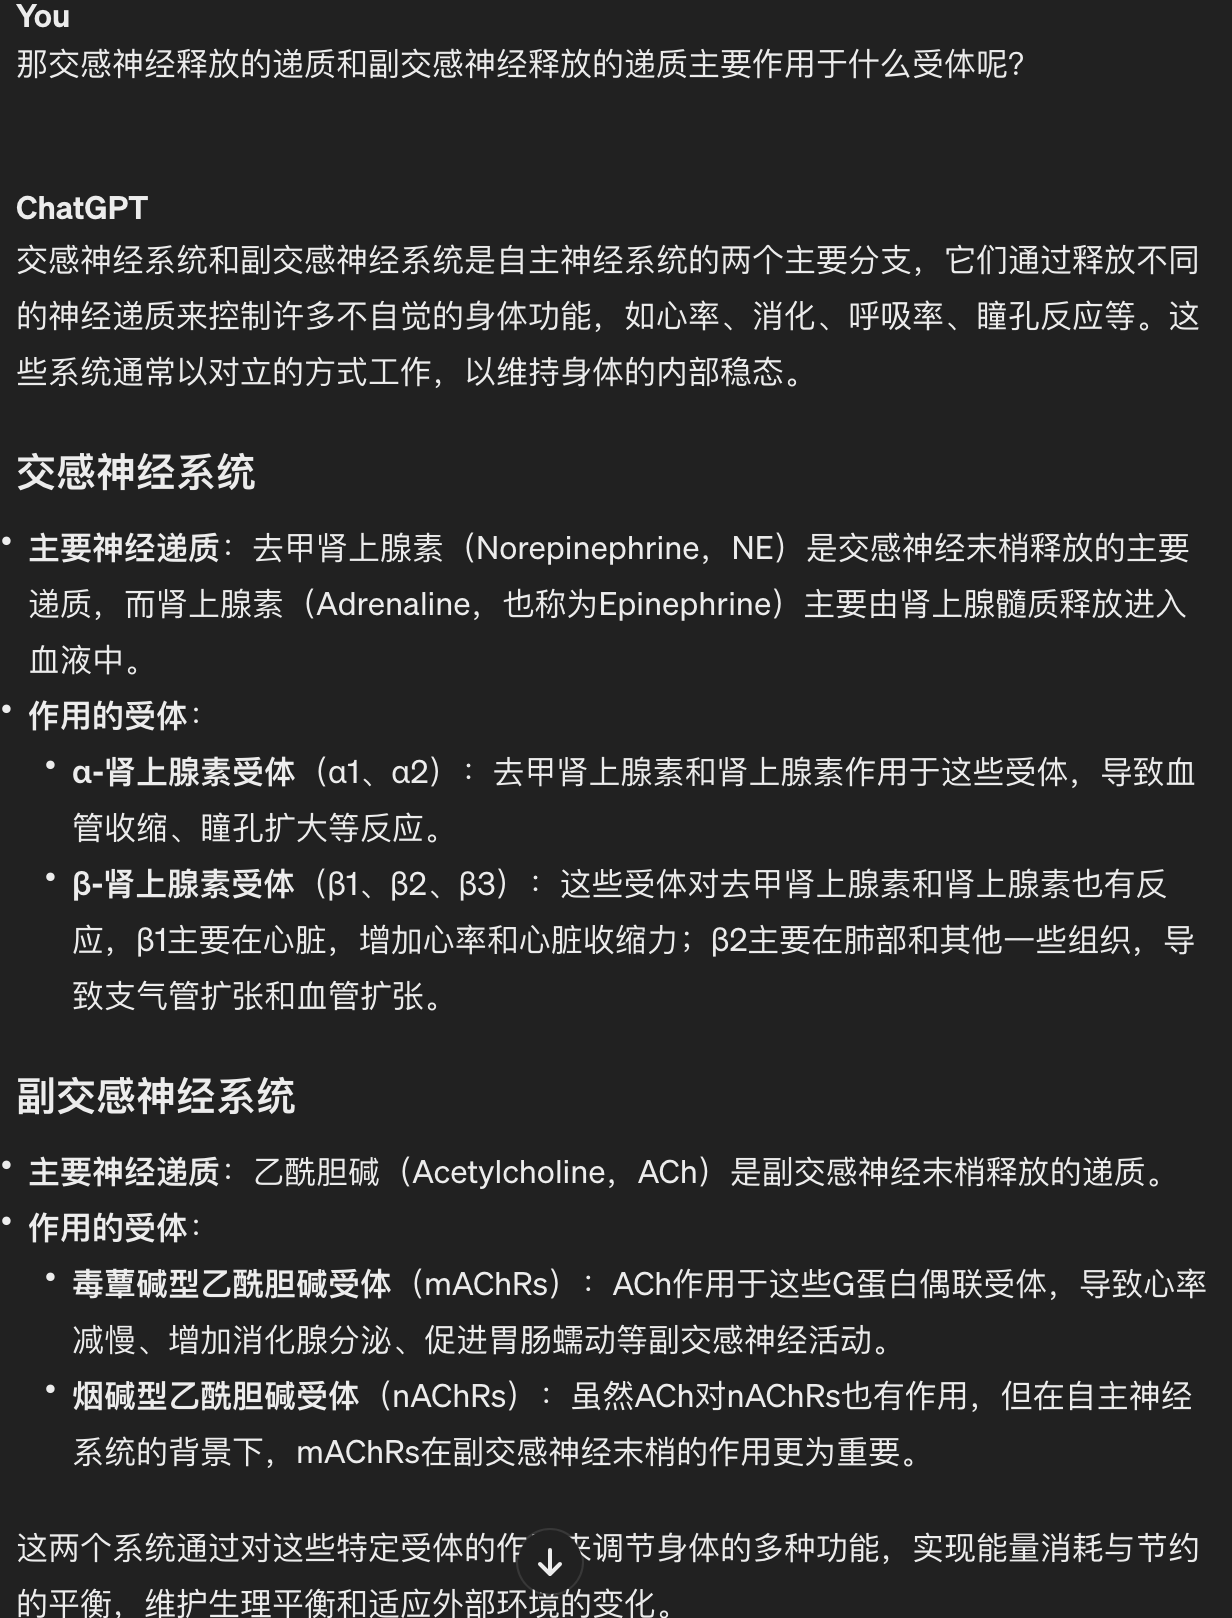 You
那交感神经释放的递质和副交感神经释放的递质主要作用于什么受体呢？
ChatGPT
交感神经系统和副交感神经系统是自主神经系统的两个主要分支，它们通过释放不同
的神经递质来控制许多不自觉的身体功能，如心率、消化、呼吸率、瞳孔反应等。这
些系统通常以对立的方式工作，以维持身体的内部稳态。
交感神经系统
• 主要神经递质：去甲肾上腺素（Norepinephrine，NE）是交感神经末梢释放的主要
递质，而肾上腺素（Adrenaline，也称为Epinephrine）主要由肾上腺髓质释放进入
血液中。
• 作用的受体：
• α-肾上腺素受体（α1、α2）：去甲肾上腺素和肾上腺素作用于这些受体，导致血
管收缩、瞳孔扩大等反应。
• β-肾上腺素受体（β1、β2、β3）：这些受体对去甲肾上腺素和肾上腺素也有反
应，β1主要在心脏，增加心率和心脏收缩力；β2主要在肺部和其他一些组织，导
致支气管扩张和血管扩张。
副交感神经系统
• 主要神经递质：乙酰胆碱（Acetylcholine，ACh）是副交感神经末梢释放的递质。
• 作用的受体：
• 毒蕈碱型乙酰胆碱受体（mAChRs）：ACh作用于这些G蛋白偶联受体，导致心率
减慢、增加消化腺分泌、促进胃肠蠕动等副交感神经活动。
• 烟碱型乙酰胆碱受体（nAChRs）：虽然ACh对nAChRs也有作用，但在自主神经
系统的背景下，mAChRs在副交感神经末梢的作用更为重要。
这两个系统通过对这些特定受体的作来调节身体的多种功能，实现能量消耗与节约
的平衡，维护生理平衡和适应外部环境的变化。